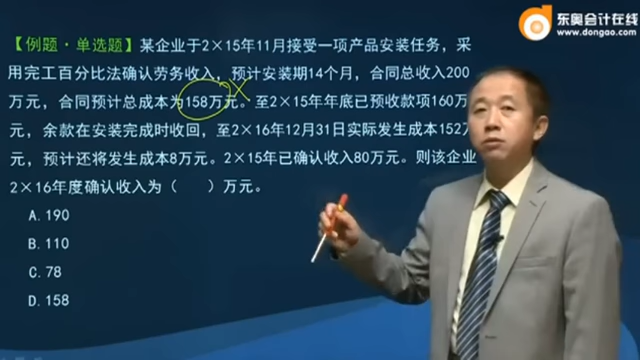 东奥会计在线
www.dongao.com
【例题·单选题】某企业于2×15年11月接受一项产品安装任务，采
用完工百分比法确认劳务收入，预计安装期14个月，合同总收入200
万元，合同预计总成本为158万元。至2×15年年底已预收款项160万
元，余款在安装完成时收回，至2×16年12月31日实际发生成本152万
元，预计还将发生成本8万元。2×15年已确认收入80万元。则该企业
2×16年度确认收入为（　　）万元。
A.190
B.110
C.78
D.158